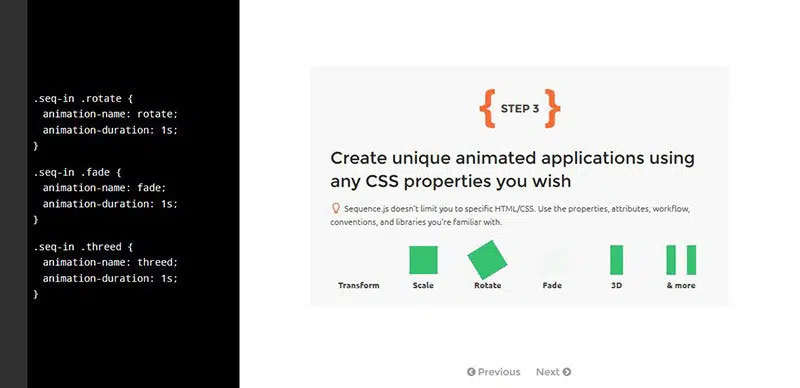 .seq-in .rotate {
animation-name: rotate;
animation-duration: 1s;
}
.seq-in .fade {
animation-name: fade;
animation-duration: 1s;
}
.seq-in .threed {
animation-name: threed;
animation-duration: 1s;
}
{ STEP 3 }
Create unique animated applications using
any CSS properties you wish
Sequence.js doesn't limit you to specific HTML/CSS. Use the properties, attributes, workflow,
conventions, and libraries you're familiar with.
Transform Scale Rotate Fade 3D & more
Previous Next